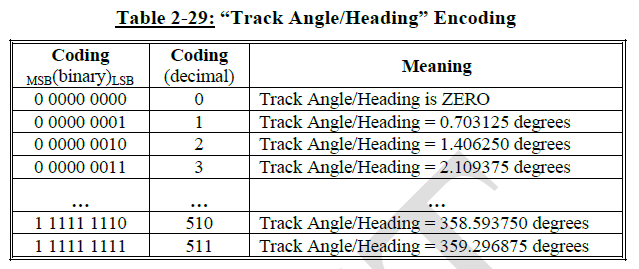 Table 2-29: “Track Angle/Heading” Encoding
Coding Coding Meaning
MSB(binary)LSB (decimal)
0 0000 0000 0 Track Angle/Heading is ZERO
0 0000 0001 1 Track Angle/Heading = 0.703125 degrees
0 0000 0010 2 Track Angle/Heading = 1.406250 degrees
0 0000 0011 3 Track Angle/Heading = 2.109375 degrees
… … …
1 1111 1110 510 Track Angle/Heading = 358.593750 degrees
1 1111 1111 511 Track Angle/Heading = 359.296875 degrees